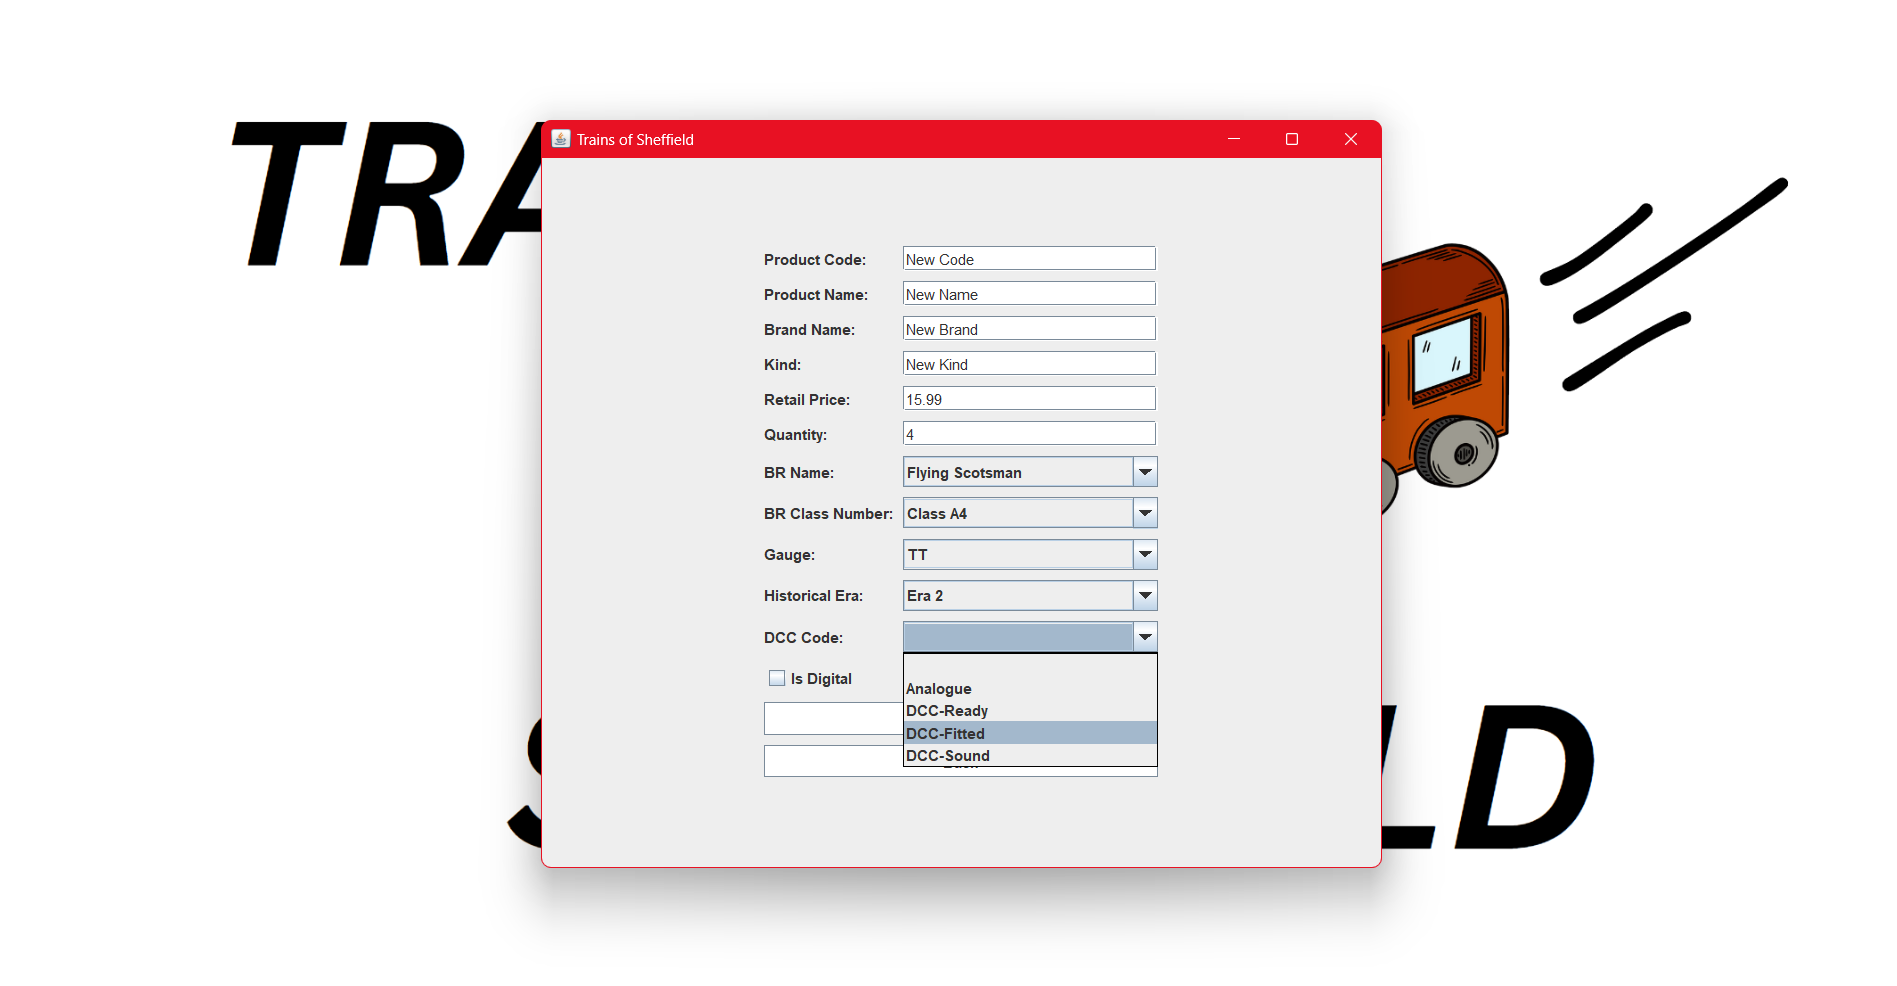 TRA
Trains of Sheffield
Product Code: New Code
Product Name: New Name
Brand Name: New Brand
Kind: New Kind
Retail Price: 15.99
Quantity: 4
BR Name: Flying Scotsman
BR Class Number: Class A4
Gauge: TT
Historical Era: Era 2
DCC Code:
Analogue
Is Digital
DCC-Ready
DCC-Fitted
DCC-Sound
S LD